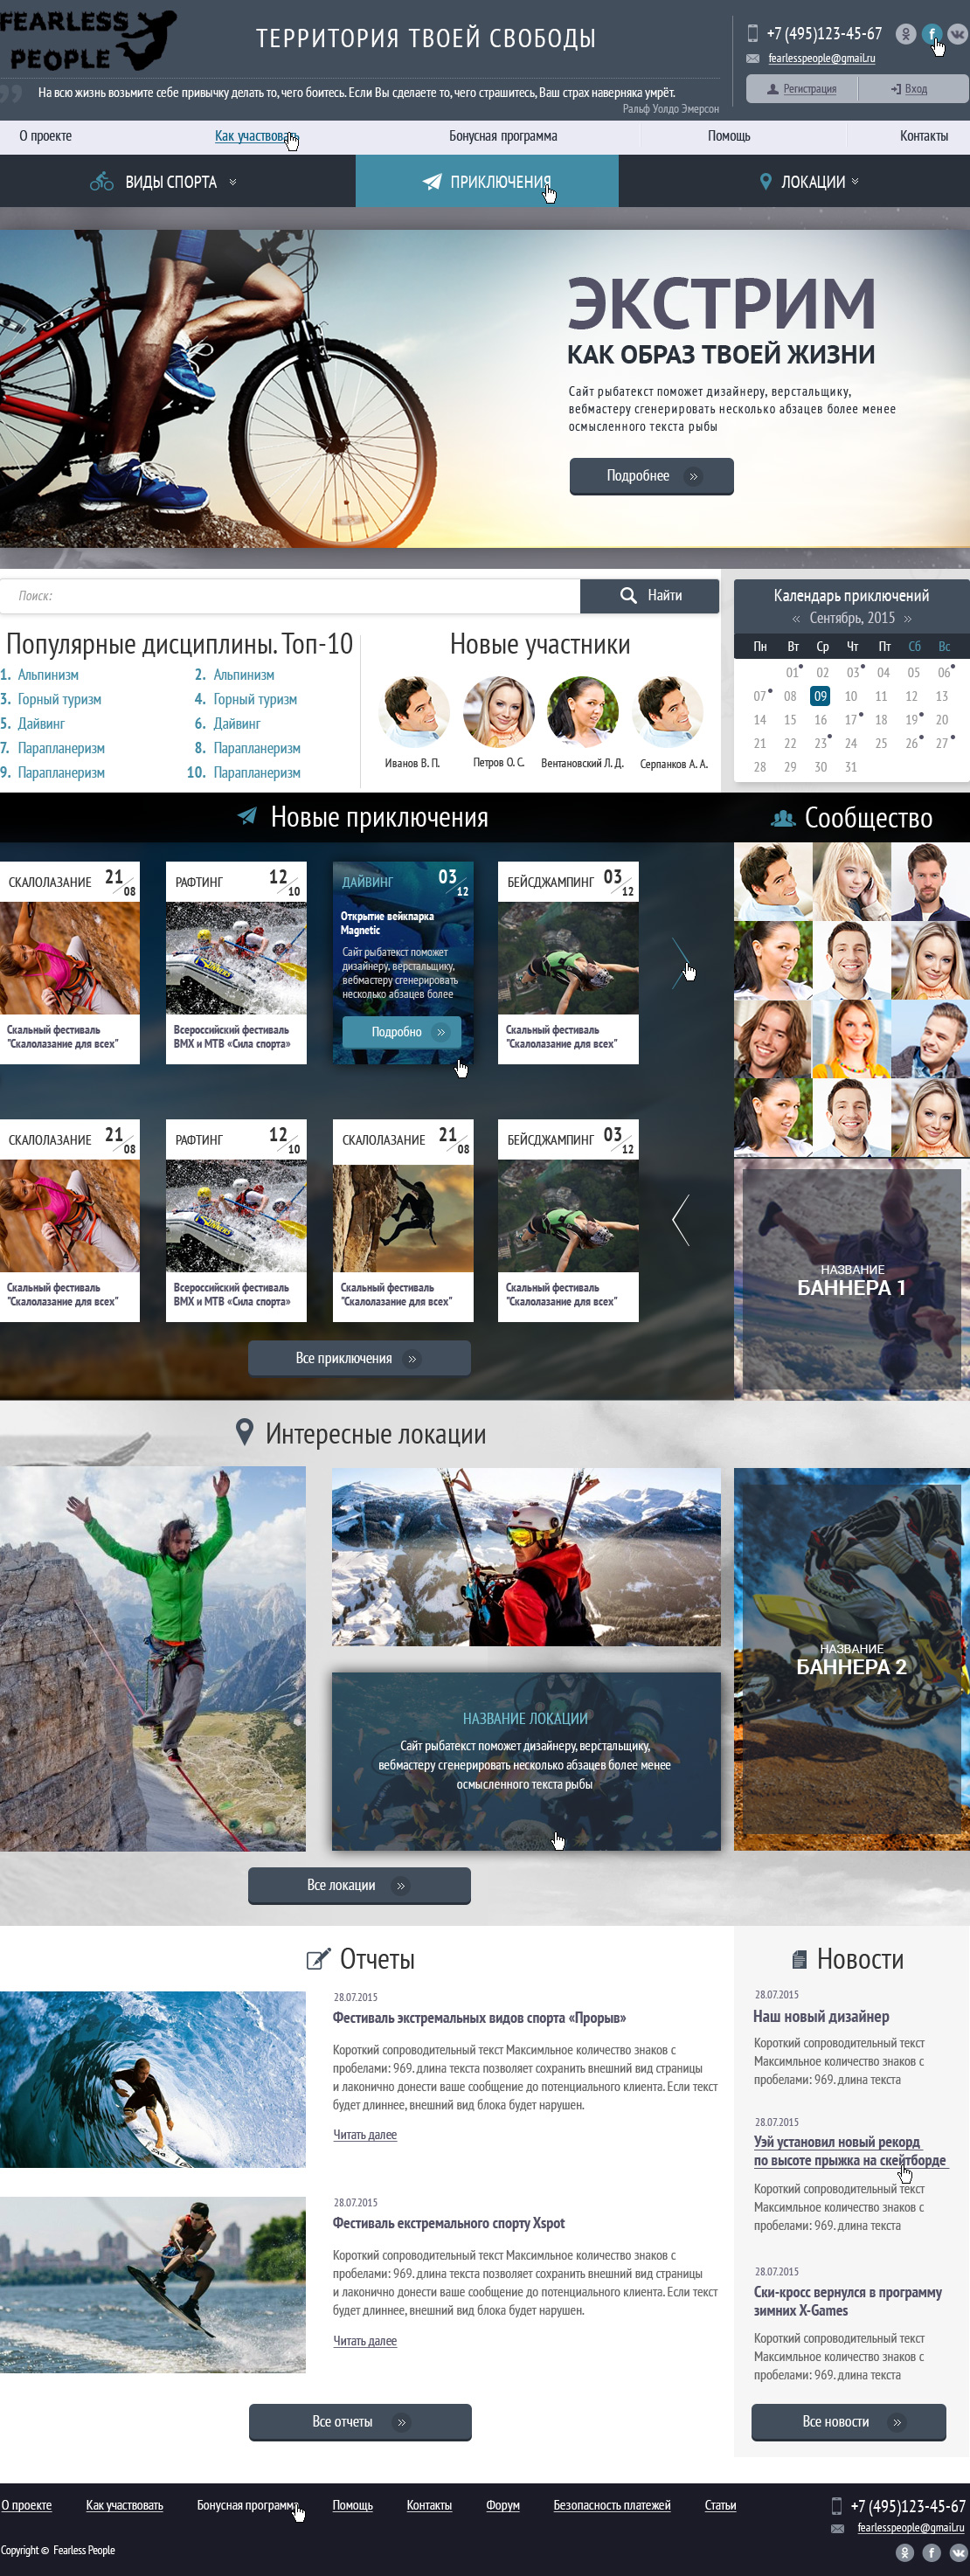 FEARLESS
PEOPLE
ТЕРРИТОРИЯ ТВОЕЙ СВОБОДЫ
На всю жизнь возьмите себе привычку делать то, чего боитесь. Если Вы сделаете то, чего страшитесь, Ваш страх наверняка умрёт.
Ральф Уолдо Эмерсон
+7 (495)123-45-67
fearlesspeople@gmail.ru
Регистрация Вход
О проекте Как участвовать Бонусная программа Помощь Контакты
ВИДЫ СПОРТА ПРИКЛЮЧЕНИЯ ЛОКАЦИИ
ЭКСТРИМ
КАК ОБРАЗ ТВОЕЙ ЖИЗНИ
Сайт рыбатекст поможет дизайнеру, верстальщику,
вебмастеру сгенерировать несколько абзацев более менее
осмысленного текста рыбы
Подробнее »
Поиск: Найти
Популярные дисциплины. Топ-10
1. Альпинизм 2. Альпинизм
3. Горный туризм 4. Горный туризм
5. Дайвинг 6. Дайвинг
7. Парапланеризм 8. Парапланеризм
9. Парапланеризм 10. Парапланеризм
Новые участники
Иванов В. П. Петров О. С. Вентановский Л. Д. Серпанков А. А.
Календарь приключений
« Сентябрь, 2015 »
Пн Вт Ср Чт Пт Сб Вс
01 02 03 04 05 06
07 08 09 10 11 12 13
14 15 16 17 18 19 20
21 22 23 24 25 26 27
28 29 30 31
Новые приключения
СКАЛОЛАЗАНИЕ 21/08
Скальный фестиваль
"Скалолазание для всех"
РАФТИНГ 12/10
Всероссийский фестиваль
BMX и MTB «Сила спорта»
ДАЙВИНГ 03/12
Открытие вейкпарка
Magnetic
Сайт рыбатекст поможет
дизайнеру, верстальщику,
вебмастеру сгенерировать
несколько абзацев более
Подробно »
БЕЙСДЖАМПИНГ 03/12
Скальный фестиваль
"Скалолазание для всех"
СКАЛОЛАЗАНИЕ 21/08
Скальный фестиваль
"Скалолазание для всех"
РАФТИНГ 12/10
Всероссийский фестиваль
BMX и MTB «Сила спорта»
СКАЛОЛАЗАНИЕ 21/08
Скальный фестиваль
"Скалолазание для всех"
БЕЙСДЖАМПИНГ 03/12
Скальный фестиваль
"Скалолазание для всех"
Все приключения »
Сообщество
НАЗВАНИЕ
БАННЕРА 1
Интересные локации
НАЗВАНИЕ ЛОКАЦИИ
Сайт рыбатекст поможет дизайнеру, верстальщику,
вебмастеру сгенерировать несколько абзацев более менее
осмысленного текста рыбы
НАЗВАНИЕ
БАННЕРА 2
Все локации »
Отчеты
28.07.2015
Фестиваль экстремальных видов спорта «Прорыв»
Короткий сопроводительный текст Максимльное количество знаков с
пробелами: 969. длина текста позволяет сохранить внешний вид страницы
и лаконично донести ваше сообщение до потенциального клиента. Если текст
будет длиннее, внешний вид блока будет нарушен.
Читать далее
28.07.2015
Фестиваль екстремального спорту Xspot
Короткий сопроводительный текст Максимльное количество знаков с
пробелами: 969. длина текста позволяет сохранить внешний вид страницы
и лаконично донести ваше сообщение до потенциального клиента. Если текст
будет длиннее, внешний вид блока будет нарушен.
Читать далее
Все отчеты »
Новости
28.07.2015
Наш новый дизайнер
Короткий сопроводительный текст
Максимльное количество знаков с
пробелами: 969. длина текста
28.07.2015
Уэй установил новый рекорд
по высоте прыжка на скейтборде
Короткий сопроводительный текст
Максимльное количество знаков с
пробелами: 969. длина текста
28.07.2015
Ски-кросс вернулся в программу
зимних X-Games
Короткий сопроводительный текст
Максимльное количество знаков с
пробелами: 969. длина текста
Все новости »
О проекте Как участвовать Бонусная программа Помощь Контакты Форум Безопасность платежей Статьи
+7 (495)123-45-67
fearlesspeople@gmail.ru
Copyright © Fearless People